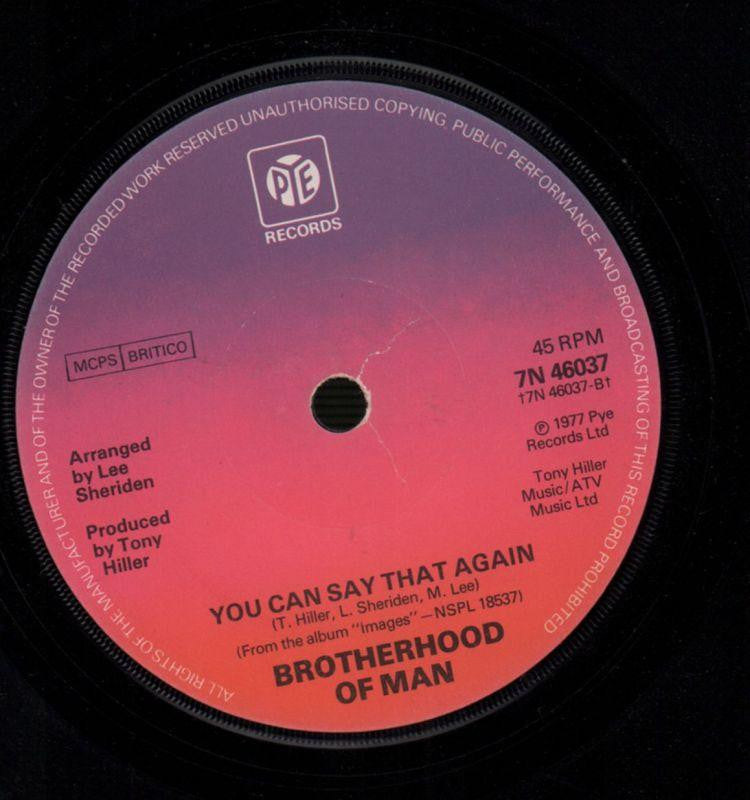 ALL RIGHTS OF THE MANUFACTURER AND OF THE OWNER OF THE RECORDED WORK RESERVED UNAUTHORISED COPYING, PUBLIC PERFORMANCE AND BROADCASTING OF THIS RECORD PROHIBITED
PYE
RECORDS
MCPS BRITICO
45 RPM
7N 46037
†7N 46037-B†
℗ 1977 Pye
Records Ltd
Tony Hiller
Music/ATV
Music Ltd
Arranged
by Lee
Sheriden
Produced
by Tony
Hiller
YOU CAN SAY THAT AGAIN
(T. Hiller, L. Sheriden, M. Lee)
(From the album "Images" — NSPL 18537)
BROTHERHOOD
OF MAN